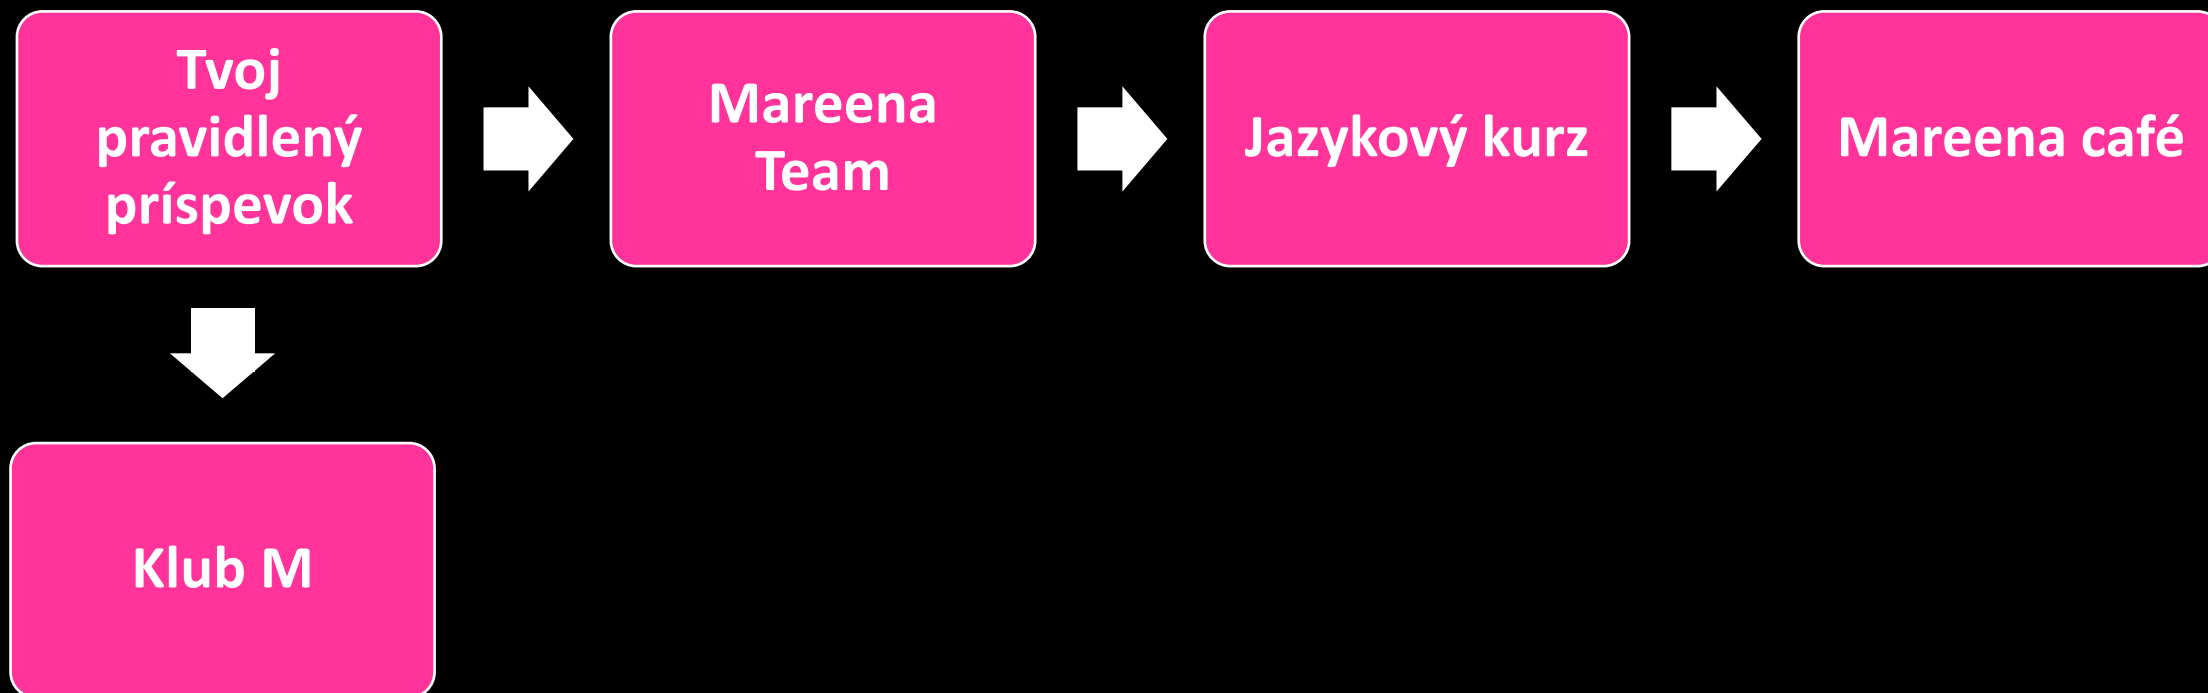 Tvoj
pravidlený
príspevok
Mareena
Team
Jazykový kurz
Mareena café
Klub M